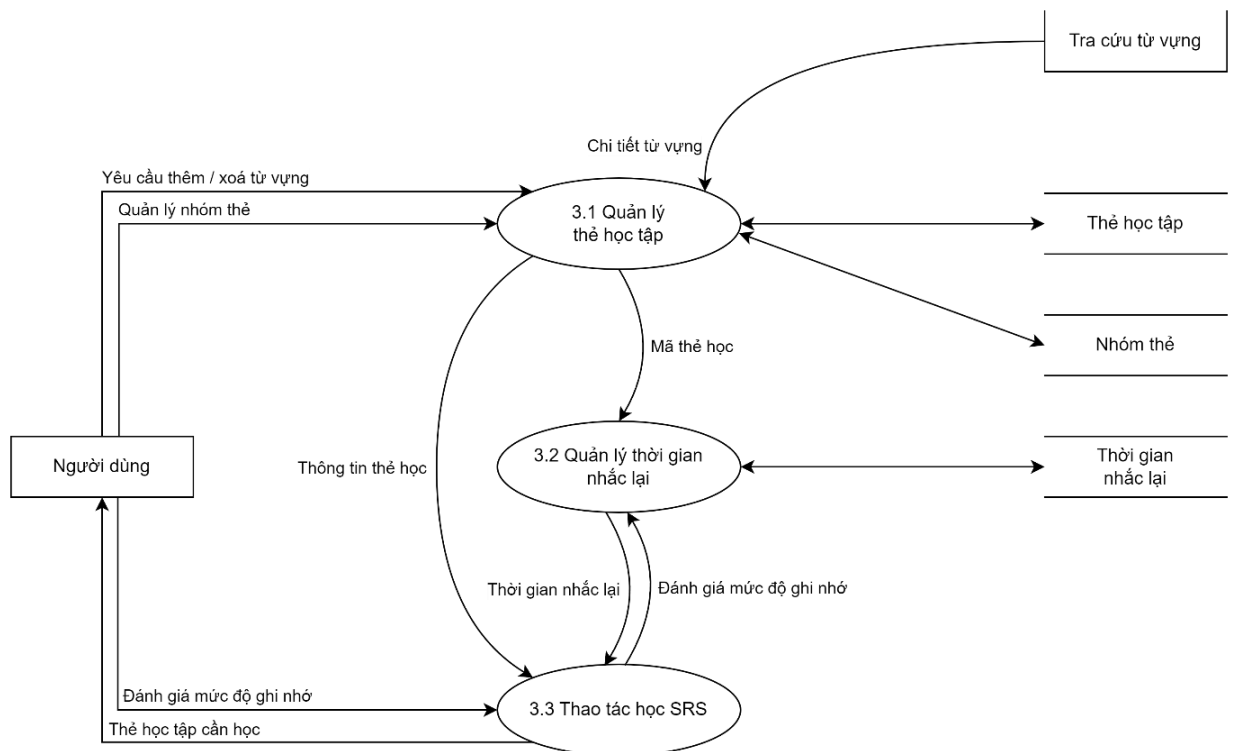 Tra cứu từ vựng
Chi tiết từ vựng
Yêu cầu thêm / xoá từ vựng
Quản lý nhóm thẻ
3.1 Quản lý
thẻ học tập
Thẻ học tập
Mã thẻ học
Nhóm thẻ
Người dùng
Thông tin thẻ học
3.2 Quản lý thời gian
nhắc lại
Thời gian
nhắc lại
Thời gian nhắc lại
Đánh giá mức độ ghi nhớ
Đánh giá mức độ ghi nhớ
Thẻ học tập cần học
3.3 Thao tác học SRS